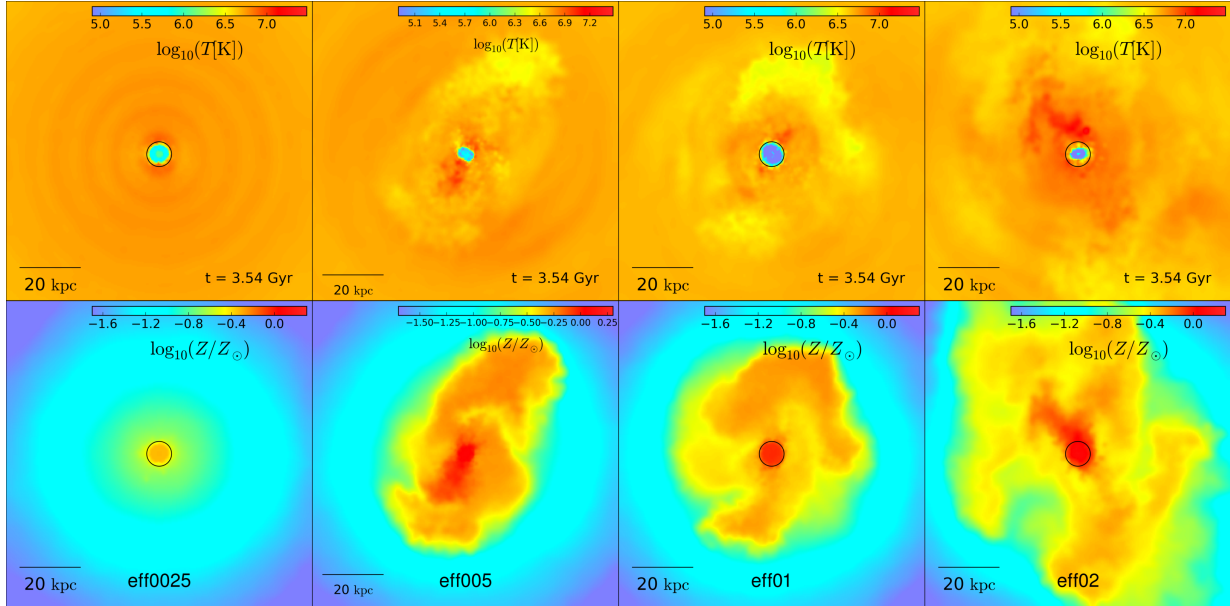 5.0 5.5 6.0 6.5 7.0
log₁₀(T[K])
20 kpc
t = 3.54 Gyr
5.1 5.4 5.7 6.0 6.3 6.6 6.9 7.2
log₁₀(T[K])
20 kpc
t = 3.54 Gyr
5.0 5.5 6.0 6.5 7.0
log₁₀(T[K])
20 kpc
t = 3.54 Gyr
5.0 5.5 6.0 6.5 7.0
log₁₀(T[K])
20 kpc
t = 3.54 Gyr
−1.6 −1.2 −0.8 −0.4 0.0
log₁₀(Z/Z⊙)
20 kpc
eff0025
−1.50 −1.25 −1.00 −0.75 −0.50 −0.25 0.00 0.25
log₁₀(Z/Z⊙)
20 kpc
eff005
−1.6 −1.2 −0.8 −0.4 0.0
log₁₀(Z/Z⊙)
20 kpc
eff01
−1.6 −1.2 −0.8 −0.4 0.0
log₁₀(Z/Z⊙)
20 kpc
eff02